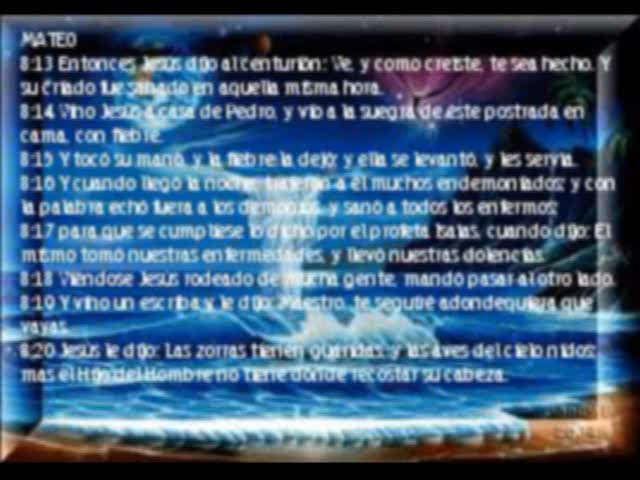 MATEO
8:13 Entonces Jesús dijo al centurión: Ve, y como creíste, te sea hecho. Y
su criado fue sanado en aquella misma hora.
8:14 Vino Jesús a casa de Pedro, y vio a la suegra de éste postrada en
cama, con fiebre.
8:15 Y tocó su mano, y la fiebre la dejó; y ella se levantó, y les servía.
8:16 Y cuando llegó la noche, trajeron a él muchos endemoniados; y con
la palabra echó fuera a los demonios, y sanó a todos los enfermos;
8:17 para que se cumpliese lo dicho por el profeta Isaías, cuando dijo: El
mismo tomó nuestras enfermedades, y llevó nuestras dolencias.
8:18 Viéndose Jesús rodeado de mucha gente, mandó pasar al otro lado.
8:19 Y vino un escriba y le dijo: Maestro, te seguiré adondequiera que
vayas.
8:20 Jesús le dijo: Las zorras tienen guaridas, y las aves del cielo nidos;
mas el Hijo del Hombre no tiene dónde recostar su cabeza.